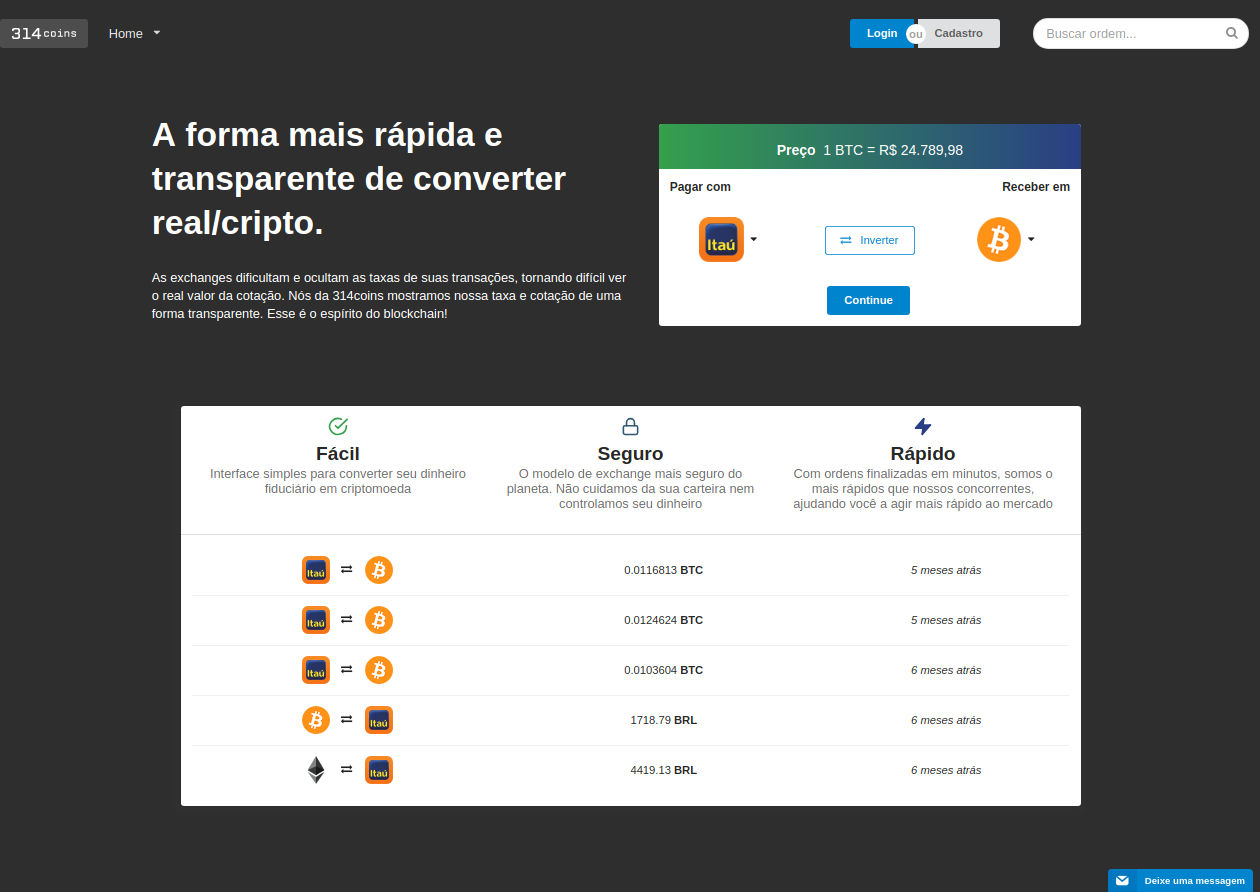 314coins
Home
Login
ou
Cadastro
Buscar ordem...
A forma mais rápida e
transparente de converter
real/cripto.
As exchanges dificultam e ocultam as taxas de suas transações, tornando difícil ver
o real valor da cotação. Nós da 314coins mostramos nossa taxa e cotação de uma
forma transparente. Esse é o espírito do blockchain!
Preço 1 BTC = R$ 24.789,98
Pagar com
Receber em
Itaú
Inverter
Continue
Fácil
Interface simples para converter seu dinheiro
fiduciário em criptomoeda
Seguro
O modelo de exchange mais seguro do
planeta. Não cuidamos da sua carteira nem
controlamos seu dinheiro
Rápido
Com ordens finalizadas em minutos, somos o
mais rápidos que nossos concorrentes,
ajudando você a agir mais rápido ao mercado
Itaú 0.0116813 BTC 5 meses atrás
Itaú 0.0124624 BTC 5 meses atrás
Itaú 0.0103604 BTC 6 meses atrás
Itaú 1718.79 BRL 6 meses atrás
Itaú 4419.13 BRL 6 meses atrás
Deixe uma messagem